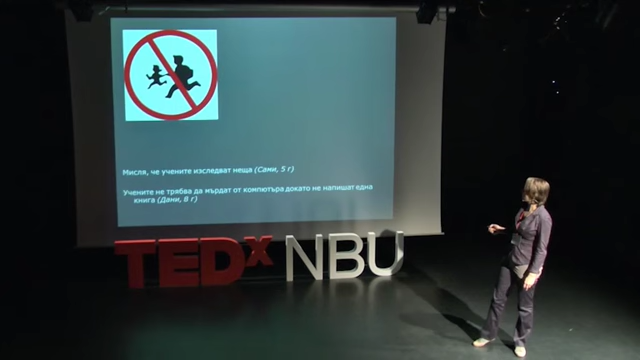 Мисля, че учените изследват неща (Сами, 5 г)
Учените не трябва да мърдат от компютъра докато не напишат една
книга (Дани, 8 г)
TEDx NBU